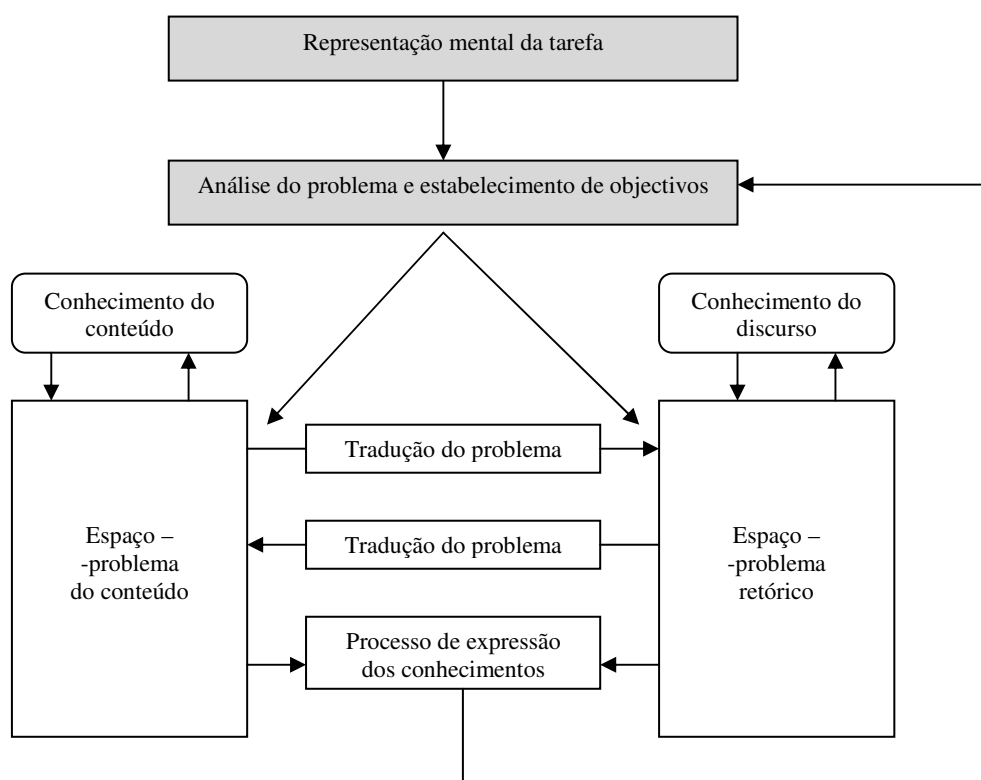 Representação mental da tarefa
Análise do problema e estabelecimento de objectivos
Conhecimento do
conteúdo
Conhecimento do
discurso
Tradução do problema
Espaço –
-problema
do conteúdo
Tradução do problema
Espaço –
-problema
retórico
Processo de expressão
dos conhecimentos